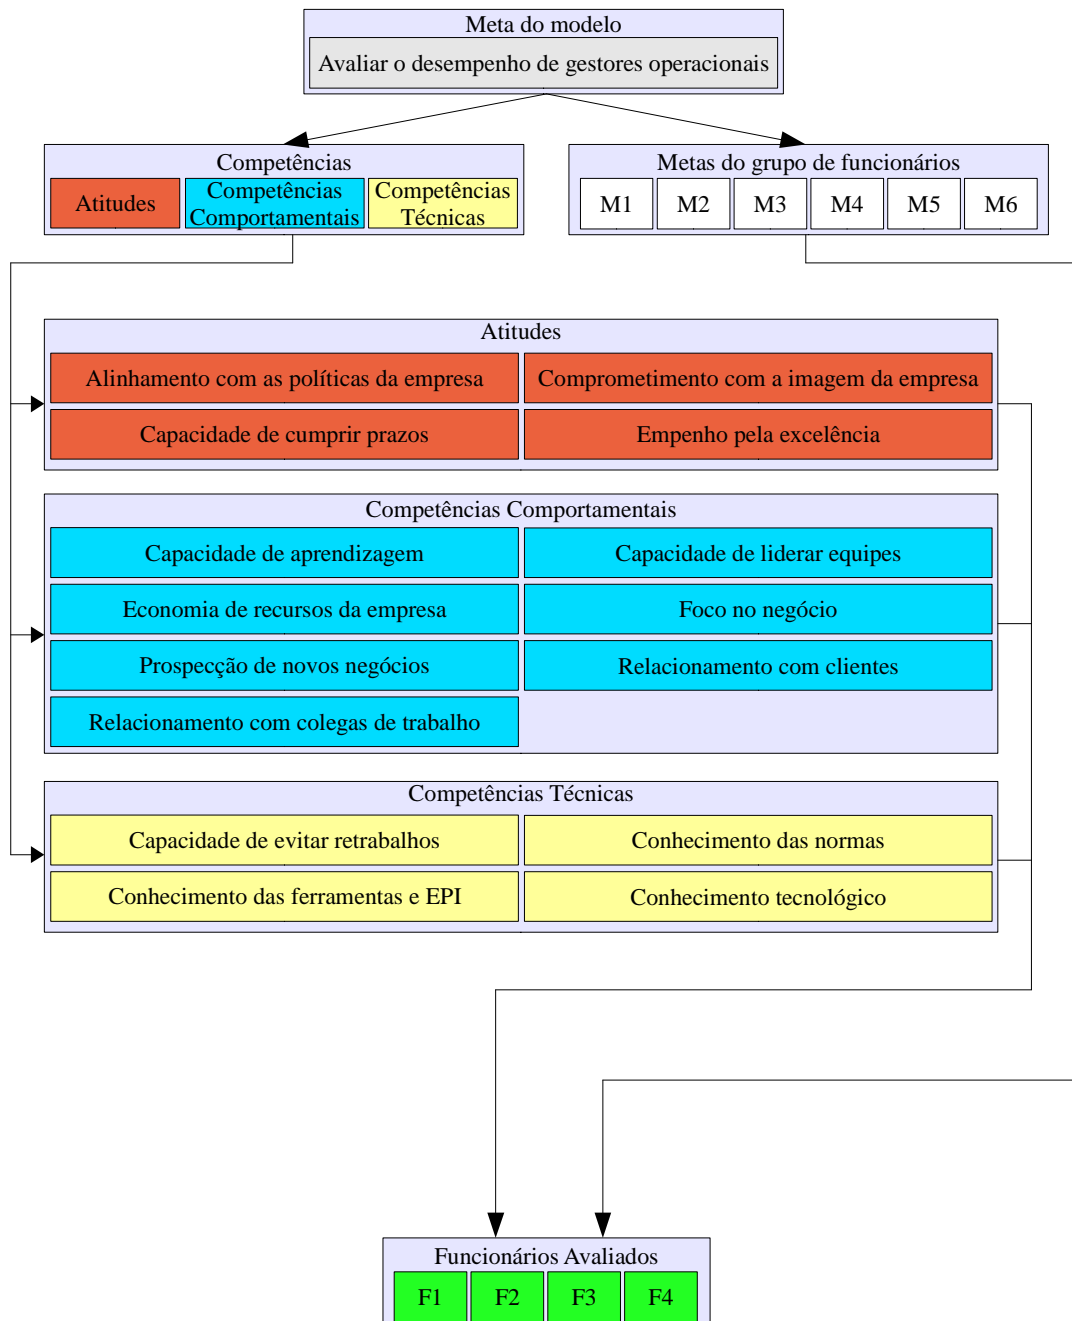 Meta do modelo
Avaliar o desempenho de gestores operacionais
Competências
Atitudes
Competências
Comportamentais
Competências
Técnicas
Metas do grupo de funcionários
M1
M2
M3
M4
M5
M6
Atitudes
Alinhamento com as políticas da empresa
Comprometimento com a imagem da empresa
Capacidade de cumprir prazos
Empenho pela excelência
Competências Comportamentais
Capacidade de aprendizagem
Capacidade de liderar equipes
Economia de recursos da empresa
Foco no negócio
Prospecção de novos negócios
Relacionamento com clientes
Relacionamento com colegas de trabalho
Competências Técnicas
Capacidade de evitar retrabalhos
Conhecimento das normas
Conhecimento das ferramentas e EPI
Conhecimento tecnológico
Funcionários Avaliados
F1
F2
F3
F4